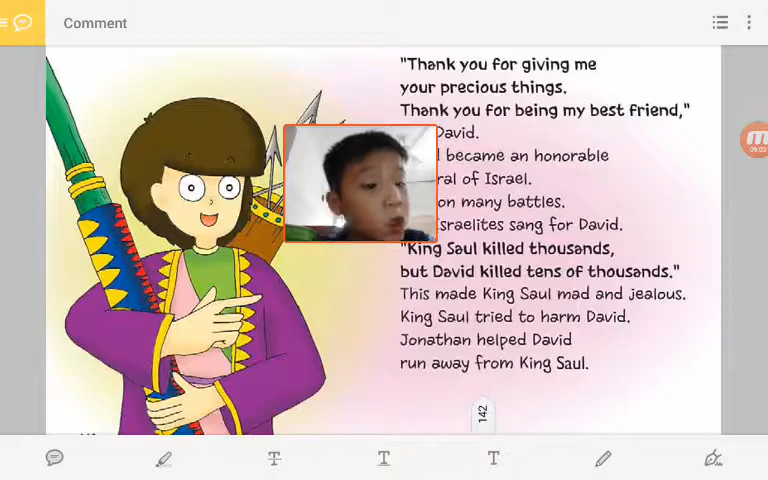 Comment
"Thank you for giving me
your precious things.
Thank you for being my best friend,"
David.
became an honorable
of Israel.
many battles.
sang for David.
"King Saul killed thousands,
but David killed tens of thousands."
This made King Saul mad and jealous.
King Saul tried to harm David.
Jonathan helped David
run away from King Saul.
142
09:03